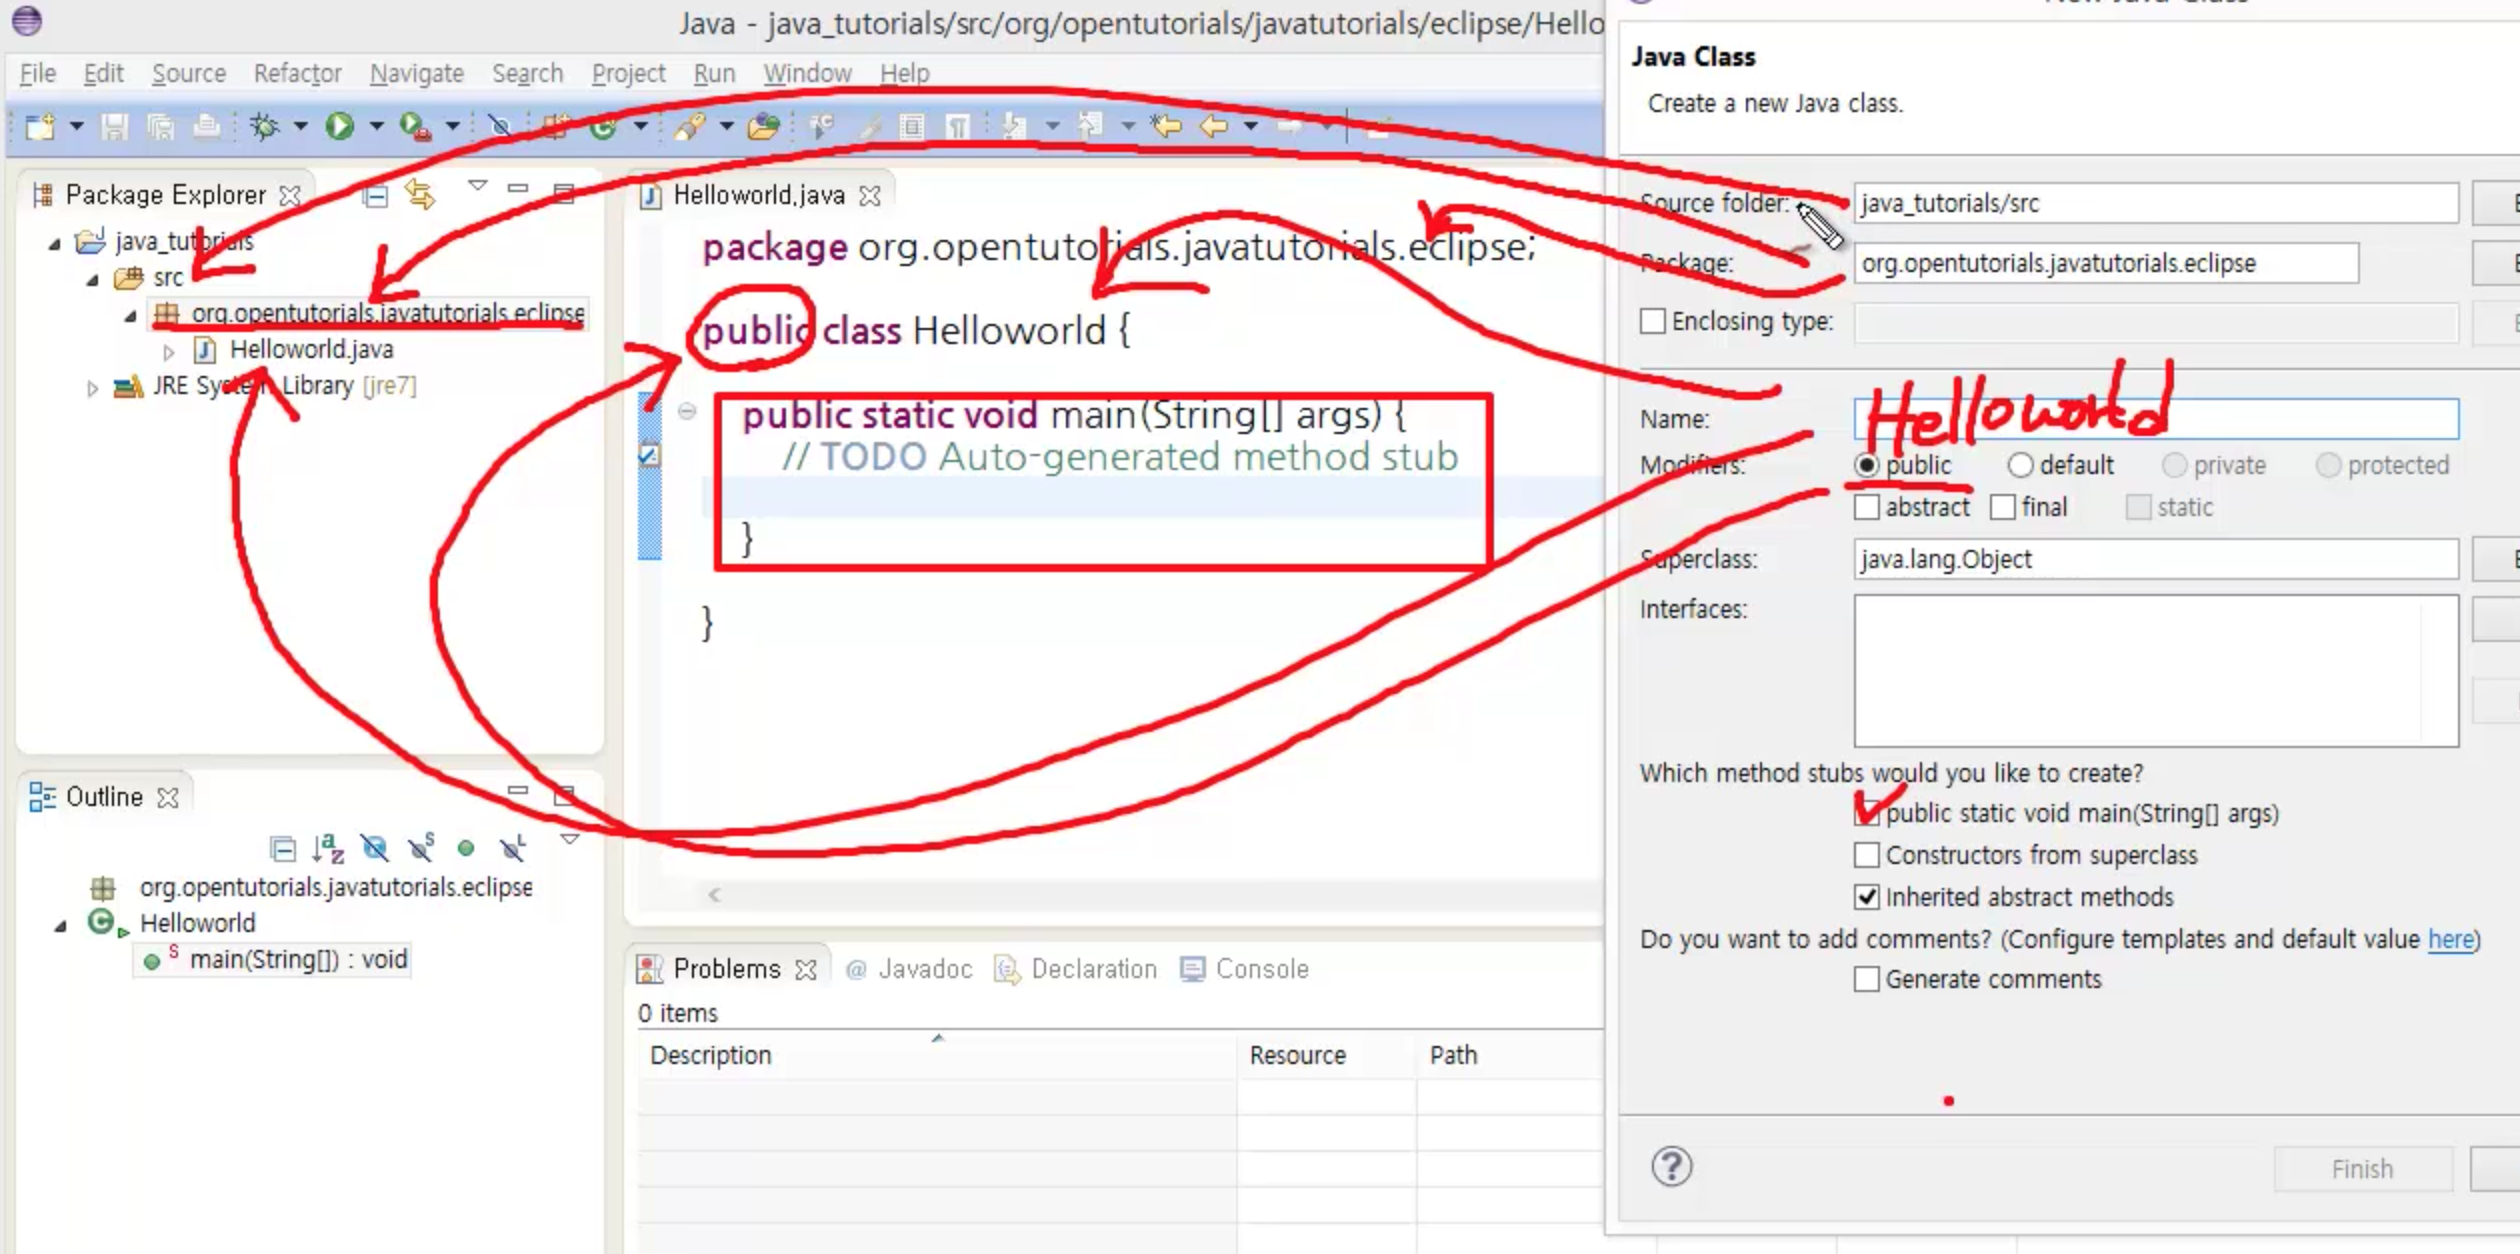 Java - java_tutorials/src/org/opentutorials/javatutorials/eclipse/Hello
File Edit Source Refactor Navigate Search Project Run Window Help
Package Explorer
java_tutorials
src
org.opentutorials.javatutorials.eclipse
Helloworld.java
JRE System Library [jre7]
Outline
org.opentutorials.javatutorials.eclipse
Helloworld
main(String[]) : void
Helloworld.java
package org.opentutorials.javatutorials.eclipse;
public class Helloworld {
public static void main(String[] args) {
// TODO Auto-generated method stub
}
}
Problems @ Javadoc Declaration Console
0 items
Description Resource Path
New Java Class
Java Class
Create a new Java class.
Source folder: java_tutorials/src
Package: org.opentutorials.javatutorials.eclipse
Enclosing type:
Name: Helloworld
Modifiers: public default private protected
abstract final static
Superclass: java.lang.Object
Interfaces:
Which method stubs would you like to create?
public static void main(String[] args)
Constructors from superclass
Inherited abstract methods
Do you want to add comments? (Configure templates and default value here)
Generate comments
Finish